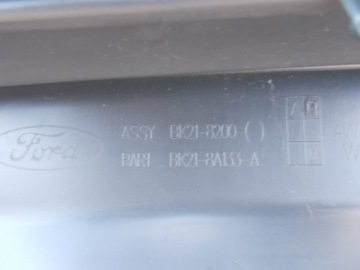 Ford
ASSY BK21-8200 ( )
PART BK21-8A133-A